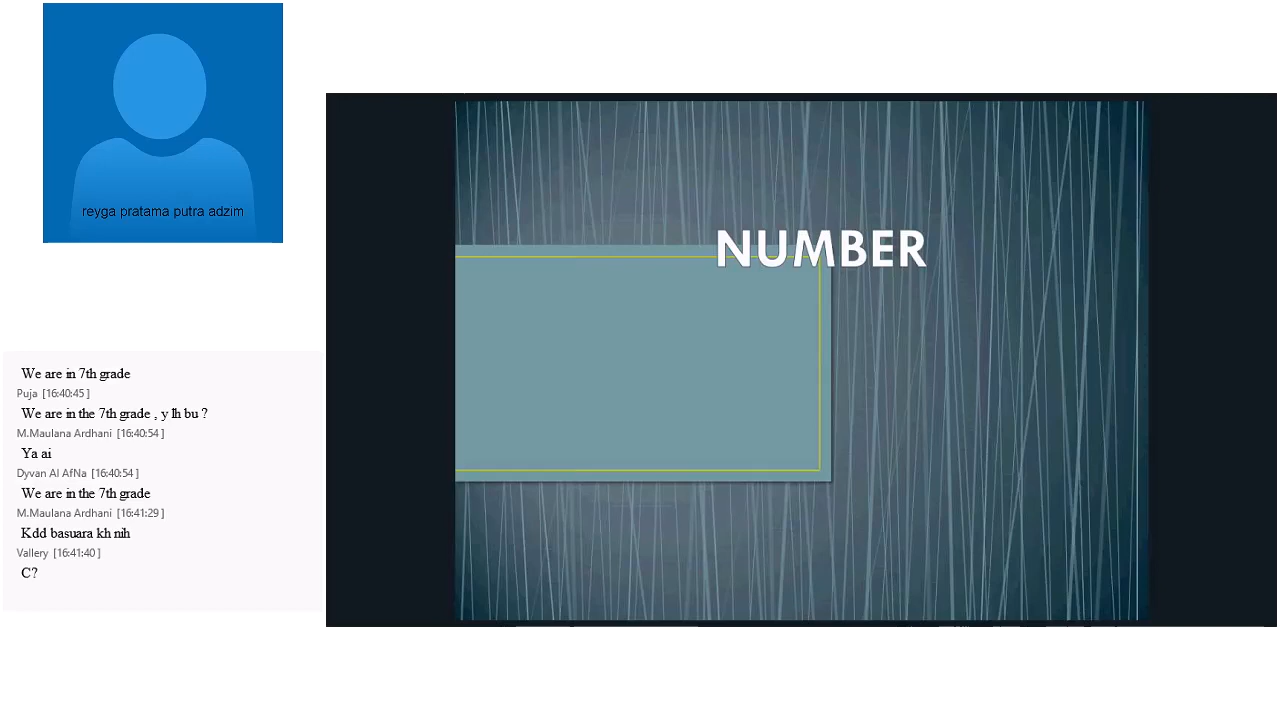 reyga pratama putra adzim
NUMBER
We are in 7th grade
Puja [16:40:45]
We are in the 7th grade , y lh bu ?
M.Maulana Ardhani [16:40:54]
Ya ai
Dyvan Al AfNa [16:40:54]
We are in the 7th grade
M.Maulana Ardhani [16:41:29]
Kdd basuara kh nih
Vallery [16:41:40]
C?